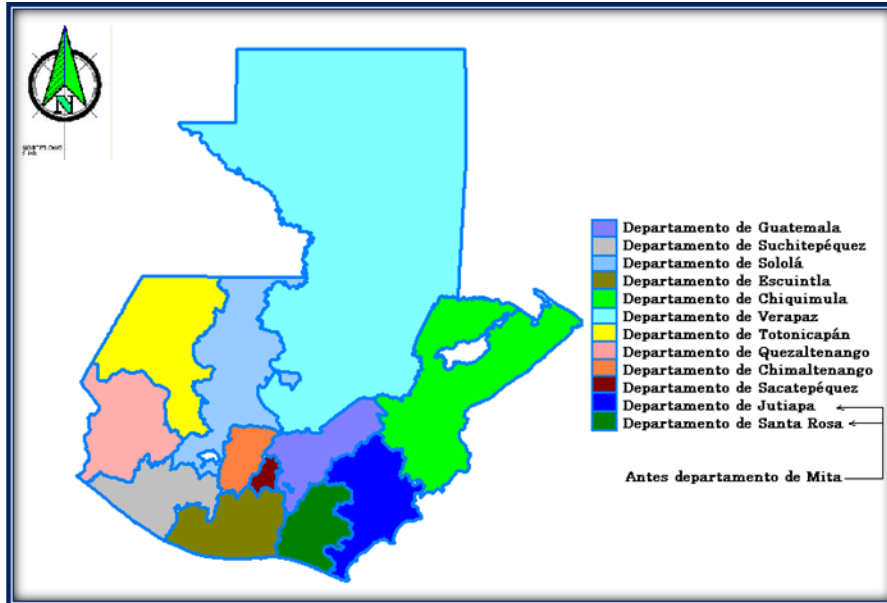 N
Departamento de Guatemala
Departamento de Suchitepéquez
Departamento de Sololá
Departamento de Escuintla
Departamento de Chiquimula
Departamento de Verapaz
Departamento de Totonicapán
Departamento de Quezaltenango
Departamento de Chimaltenango
Departamento de Sacatepéquez
Departamento de Jutiapa
Departamento de Santa Rosa
Antes departamento de Mita